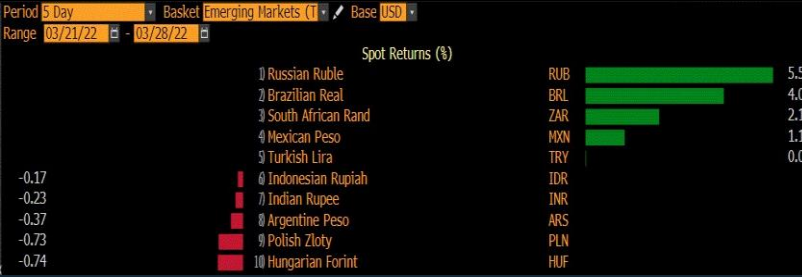 Period 5 Day Basket Emerging Markets (T Base USD
Range 03/21/22 - 03/28/22
Spot Returns (%)
1) Russian Ruble RUB 5.5
2) Brazilian Real BRL 4.0
3) South African Rand ZAR 2.1
4) Mexican Peso MXN 1.1
5) Turkish Lira TRY 0.0
-0.17 6) Indonesian Rupiah IDR
-0.23 7) Indian Rupee INR
-0.37 8) Argentine Peso ARS
-0.73 9) Polish Zloty PLN
-0.74 10) Hungarian Forint HUF